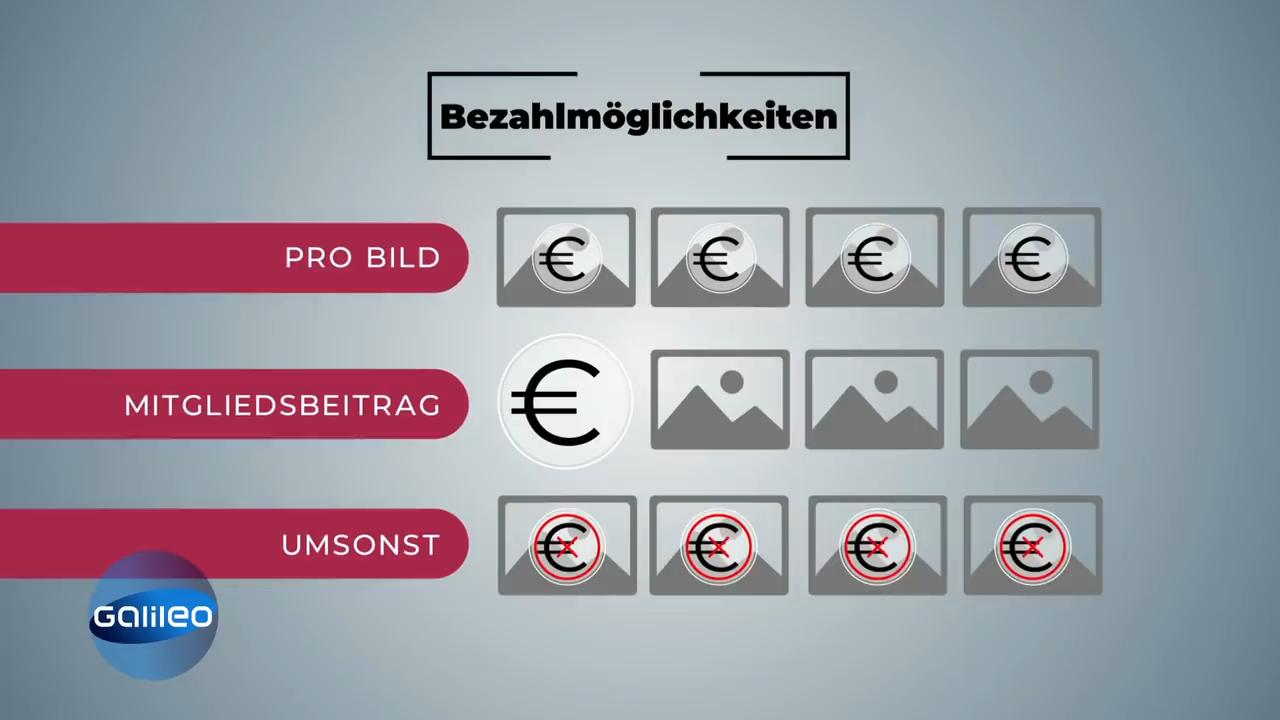 Bezahlmöglichkeiten
PRO BILD
€ € € €
MITGLIEDSBEITRAG
€
UMSONST
€ € € €
Galileo